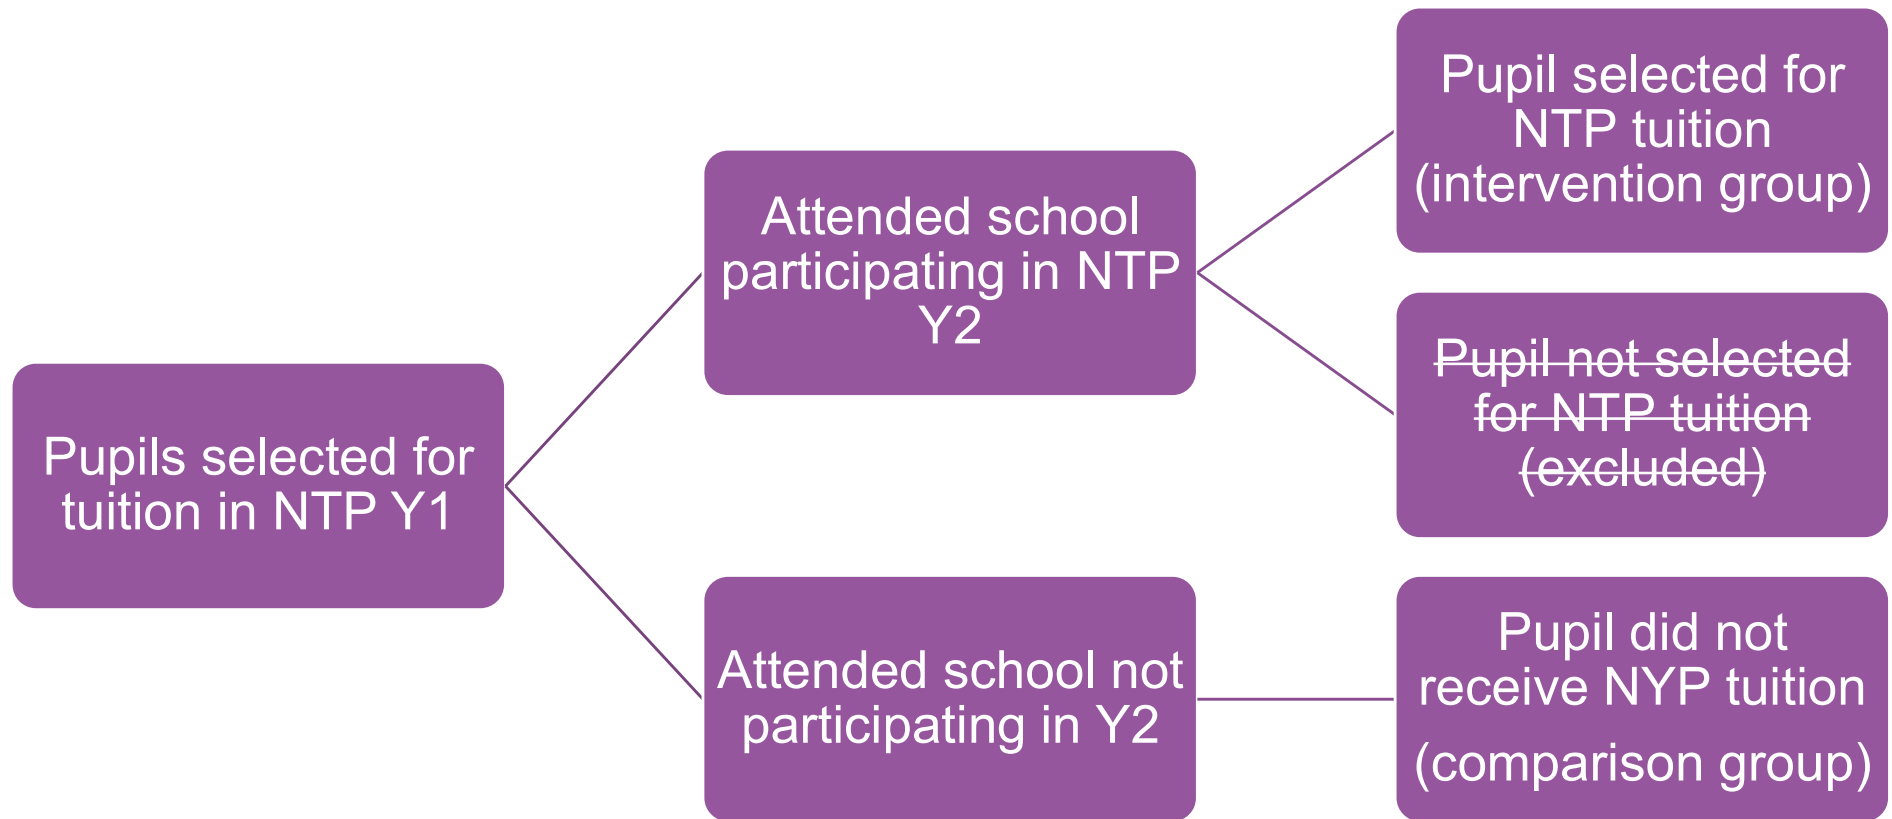 Pupils selected for
tuition in NTP Y1
Attended school
participating in NTP
Y2
Pupil selected for
NTP tuition
(intervention group)
Pupil not selected
for NTP tuition
(excluded)
Attended school not
participating in Y2
Pupil did not
receive NYP tuition
(comparison group)